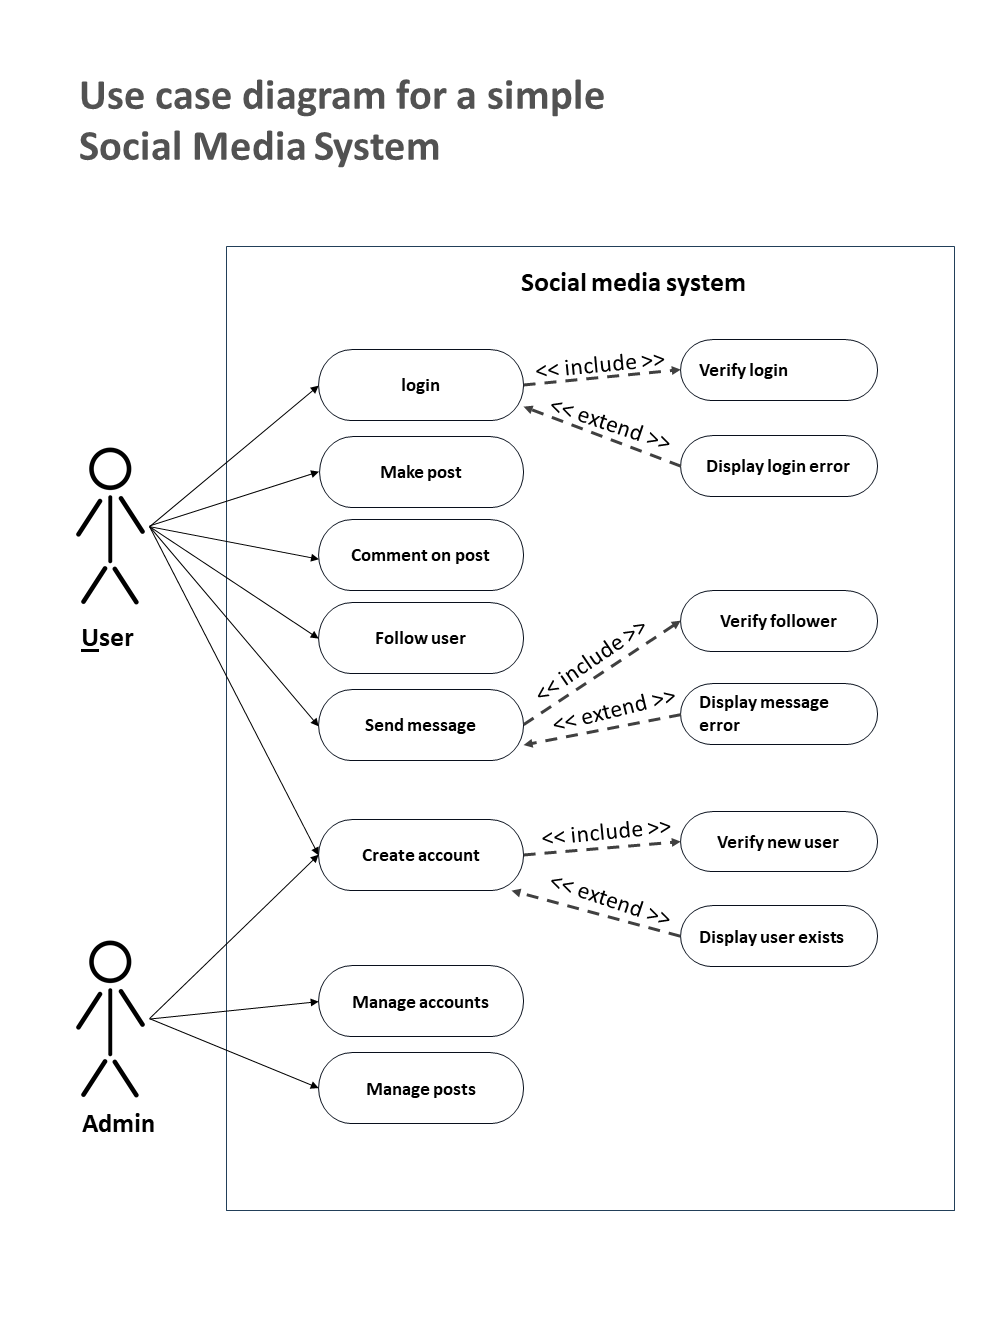 Use case diagram for a simple
Social Media System
Social media system
login
<< include >>
Verify login
<< extend >>
Display login error
Make post
Comment on post
Follow user
User
Send message
<< include >>
Verify follower
<< extend >>
Display message
error
Create account
<< include >>
Verify new user
<< extend >>
Display user exists
Manage accounts
Manage posts
Admin